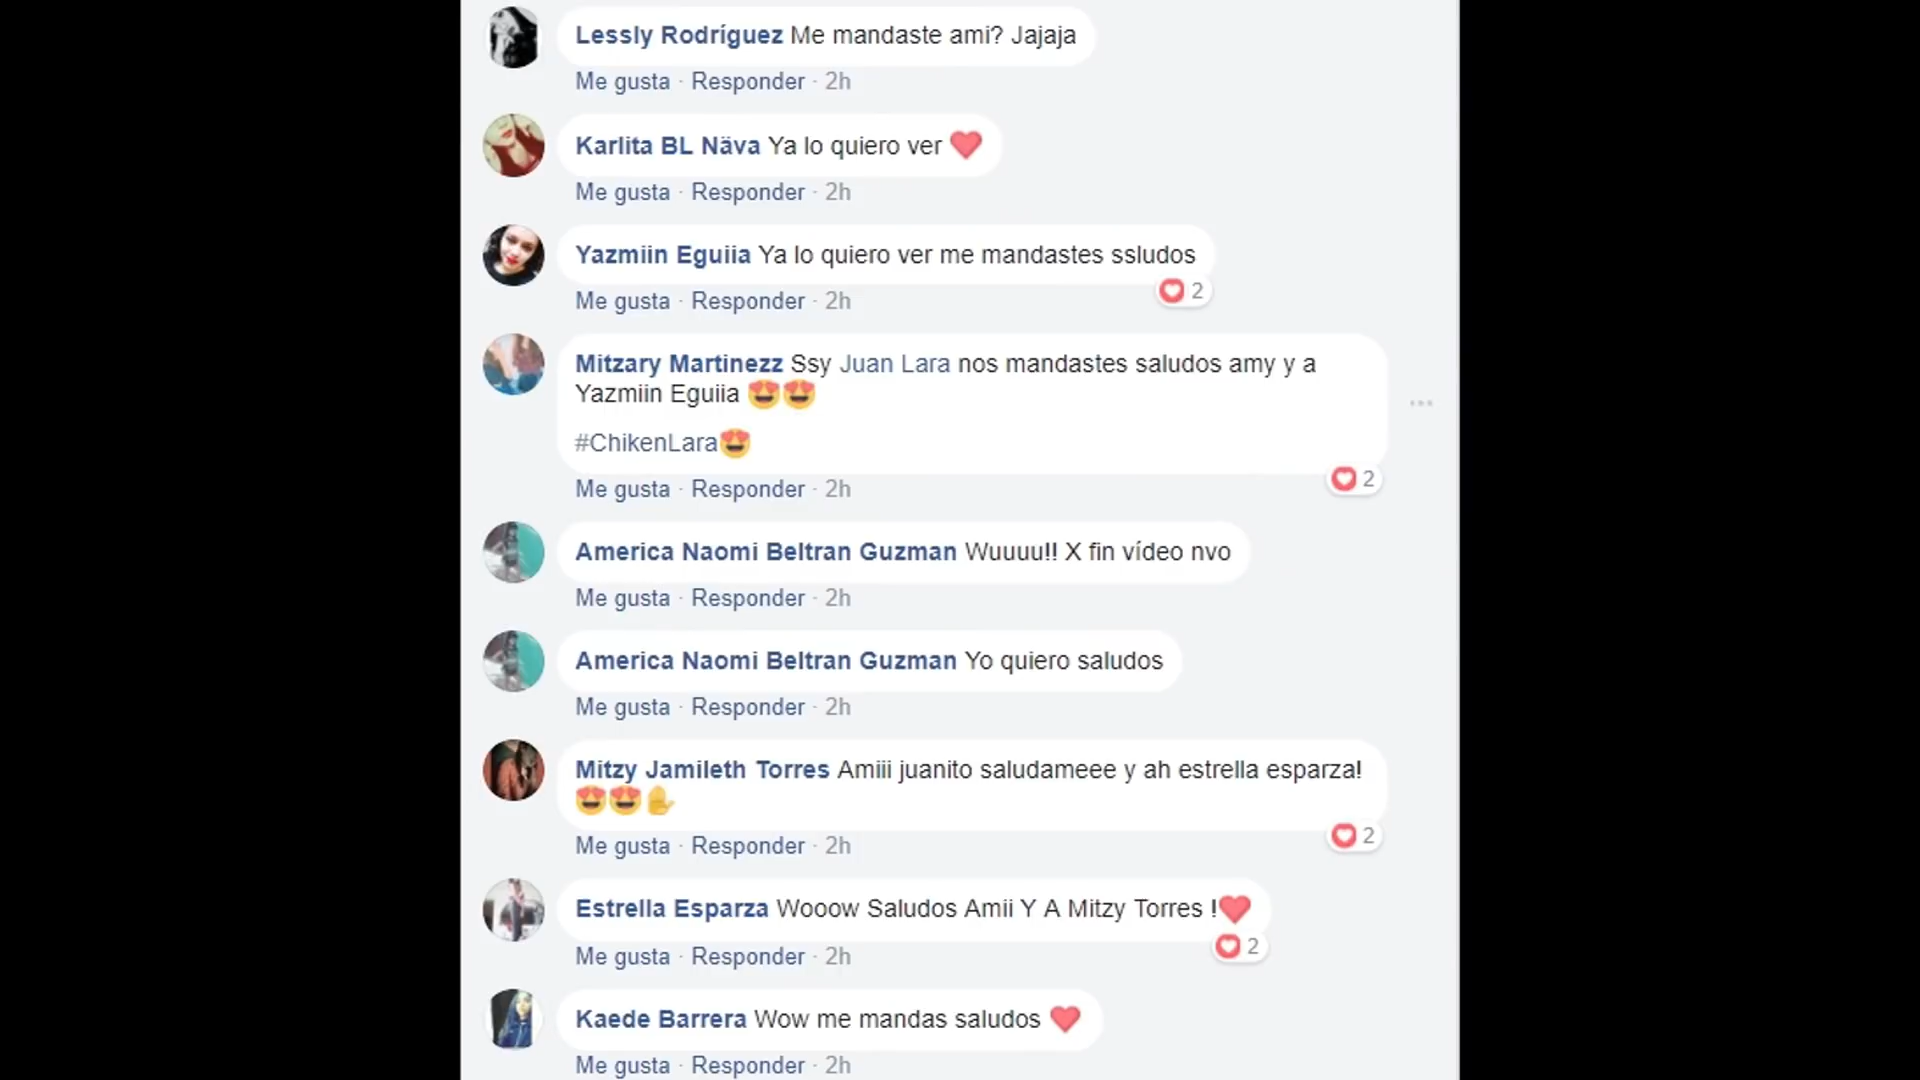 Lessly Rodríguez Me mandaste ami? Jajaja
Me gusta · Responder · 2h
Karlita BL Näva Ya lo quiero ver ❤
Me gusta · Responder · 2h
Yazmiin Eguiia Ya lo quiero ver me mandastes ssludos
2
Me gusta · Responder · 2h
Mitzary Martinezz Ssy Juan Lara nos mandastes saludos amy y a
Yazmiin Eguiia 😍😍
#ChikenLara😍
2
Me gusta · Responder · 2h
America Naomi Beltran Guzman Wuuuu!! X fin vídeo nvo
Me gusta · Responder · 2h
America Naomi Beltran Guzman Yo quiero saludos
Me gusta · Responder · 2h
Mitzy Jamileth Torres Amiii juanito saludameee y ah estrella esparza!
😍😍✋
2
Me gusta · Responder · 2h
Estrella Esparza Wooow Saludos Amii Y A Mitzy Torres !❤
2
Me gusta · Responder · 2h
Kaede Barrera Wow me mandas saludos ❤
Me gusta · Responder · 2h